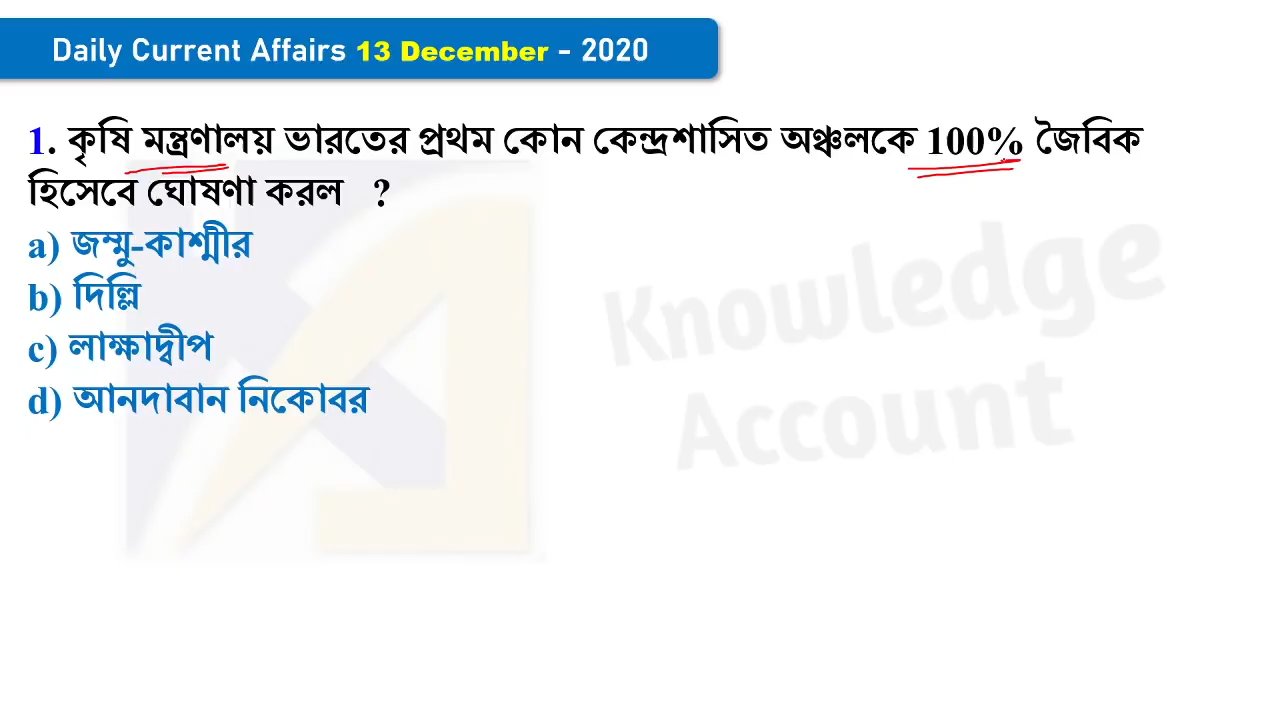 Daily Current Affairs 13 December - 2020
1. কৃষি মন্ত্রণালয় ভারতের প্রথম কোন কেন্দ্রশাসিত অঞ্চলকে 100% জৈবিক
হিসেবে ঘোষণা করল ?
a) জম্মু-কাশ্মীর
b) দিল্লি
c) লাক্ষাদ্বীপ
d) আনদাবান নিকোবর
Knowledge
Account